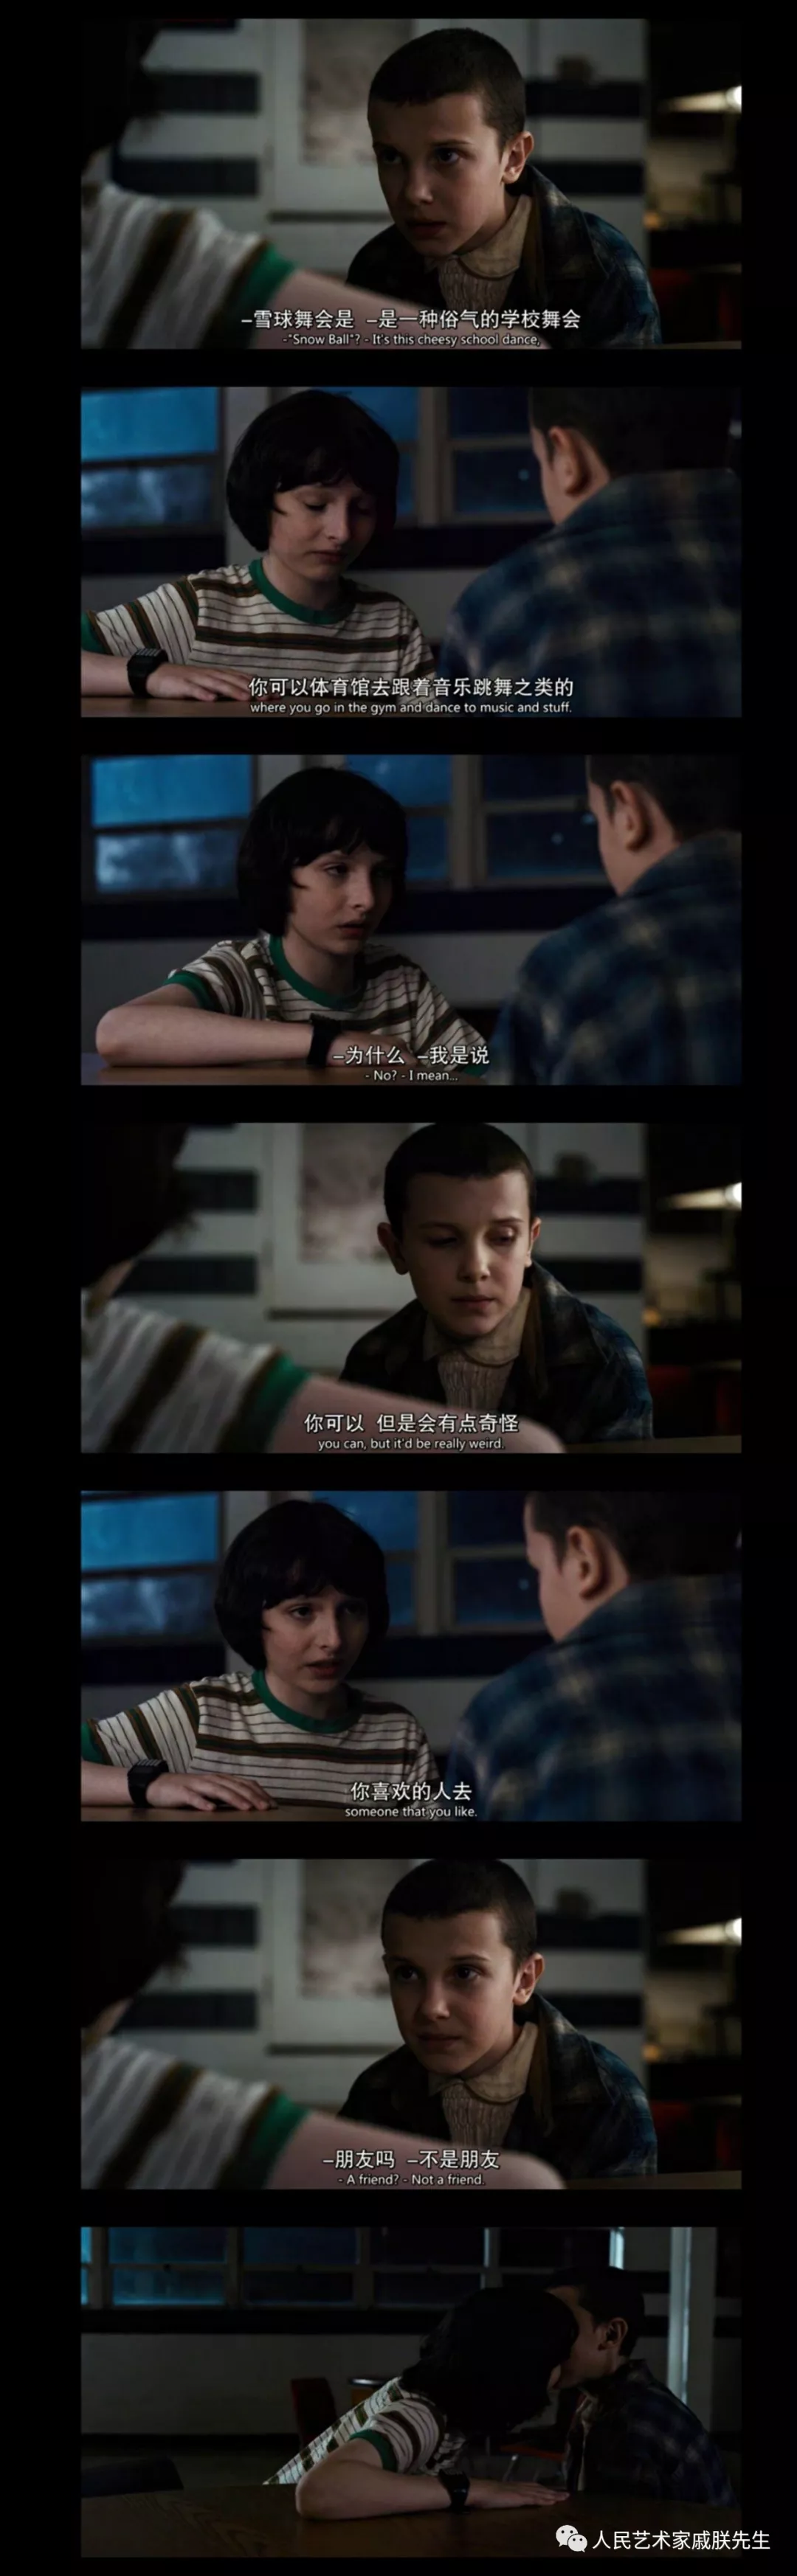 –雪球舞会是 –是一种俗气的学校舞会
-"Snow Ball"? - It's this cheesy school dance,
你可以体育馆去跟着音乐跳舞之类的
where you go in the gym and dance to music and stuff.
–为什么 –我是说
- No? - I mean...
你可以 但是会有点奇怪
you can, but it'd be really weird.
你喜欢的人去
someone that you like.
–朋友吗 –不是朋友
- A friend? - Not a friend.
人民艺术家戚朕先生